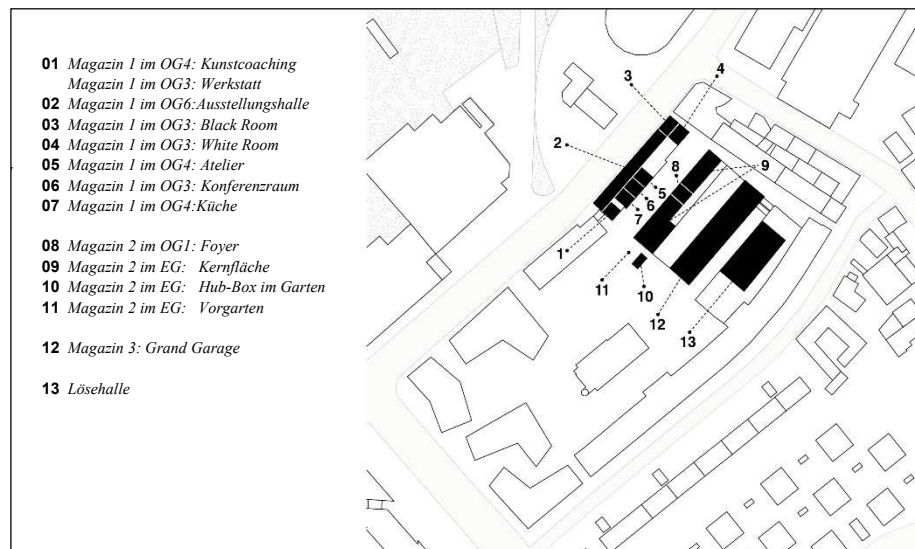 01 Magazin 1 im OG4: Kunstcoaching
Magazin 1 im OG3: Werkstatt
02 Magazin 1 im OG6:Ausstellungshalle
03 Magazin 1 im OG3: Black Room
04 Magazin 1 im OG3: White Room
05 Magazin 1 im OG4: Atelier
06 Magazin 1 im OG3: Konferenzraum
07 Magazin 1 im OG4:Küche
08 Magazin 2 im OG1: Foyer
09 Magazin 2 im EG: Kernfläche
10 Magazin 2 im EG: Hub-Box im Garten
11 Magazin 2 im EG: Vorgarten
12 Magazin 3: Grand Garage
13 Lösehalle
4
3
2
9
8
5
6
7
1
11
10
12
13